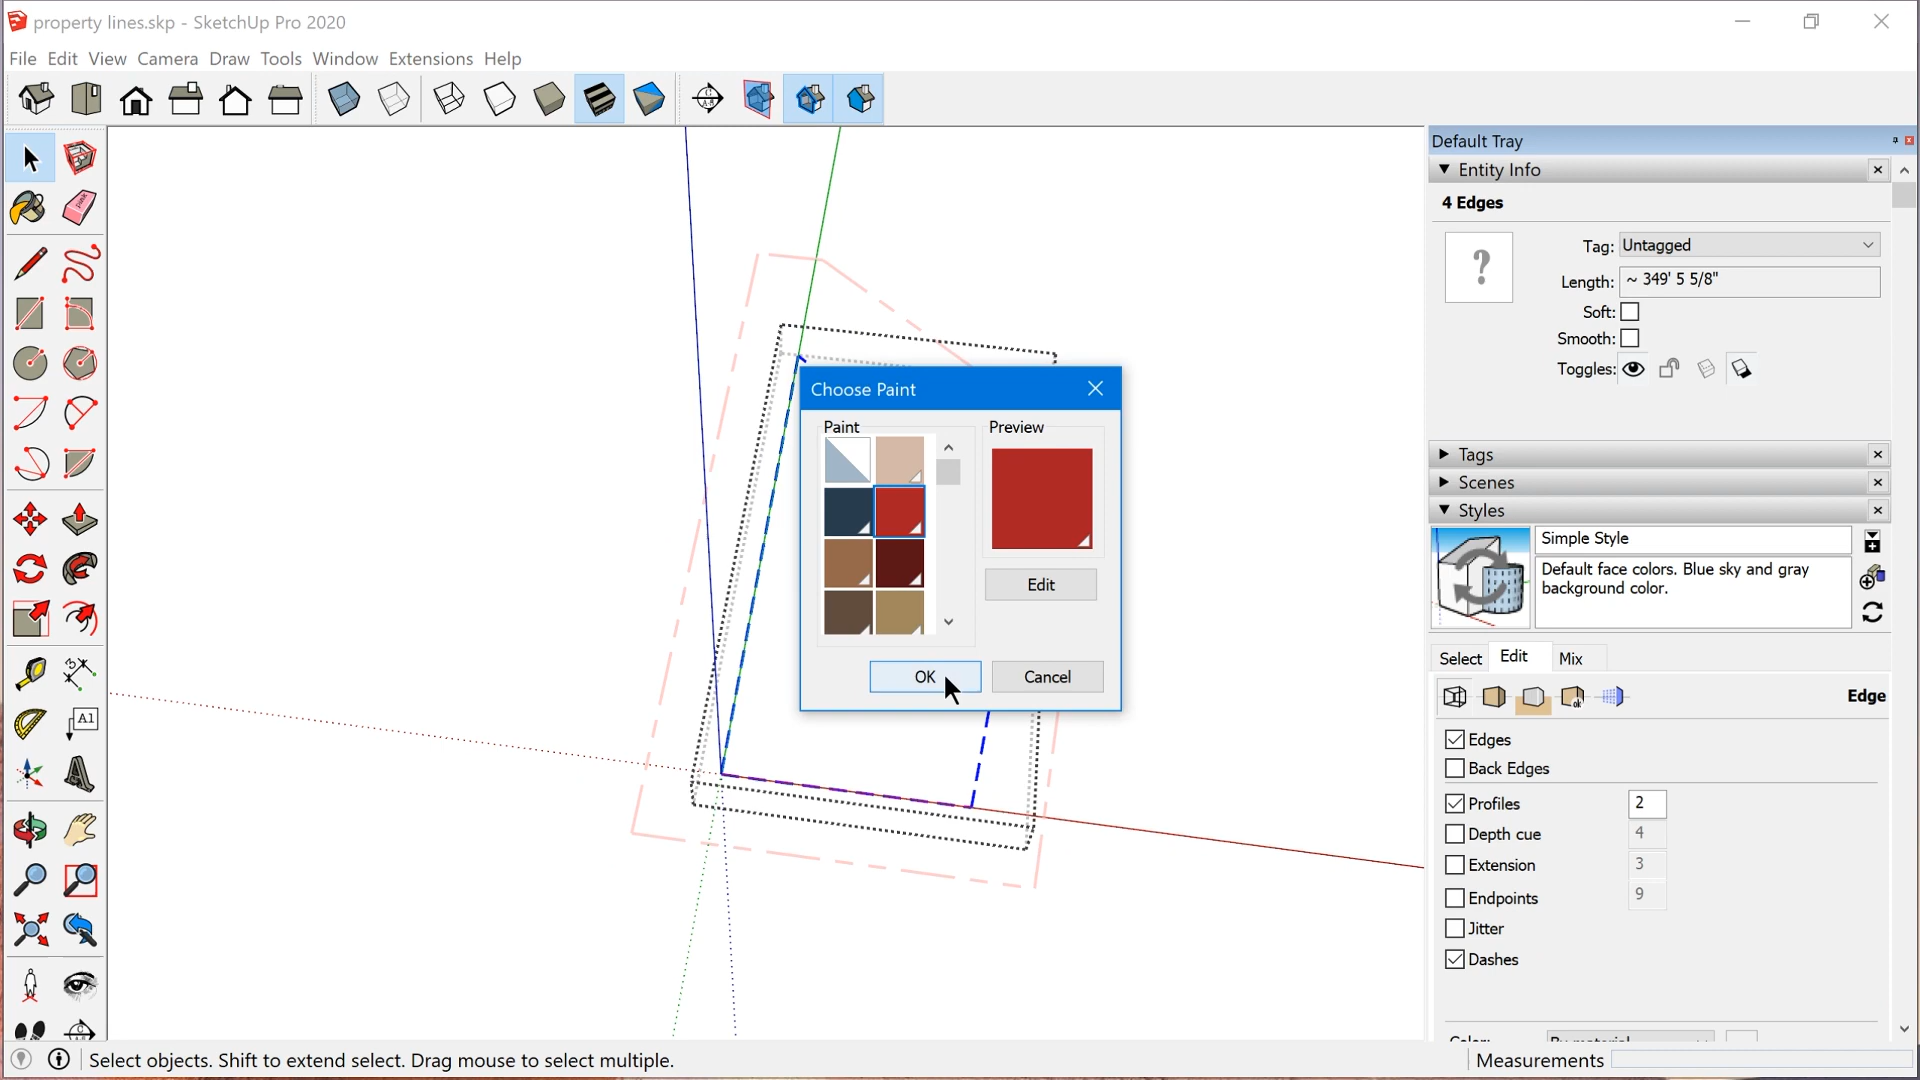 property lines.skp - SketchUp Pro 2020
File Edit View Camera Draw Tools Window Extensions Help
Default Tray
Entity Info
4 Edges
Tag: Untagged
Length: ~ 349' 5 5/8"
Soft:
Smooth:
Toggles:
Choose Paint
Paint
Preview
Edit
OK
Cancel
Tags
Scenes
Styles
Simple Style
Default face colors. Blue sky and gray
background color.
Select Edit Mix
Edge
Edges
Back Edges
Profiles 2
Depth cue 4
Extension 3
Endpoints 9
Jitter
Dashes
A1
Select objects. Shift to extend select. Drag mouse to select multiple.
Measurements